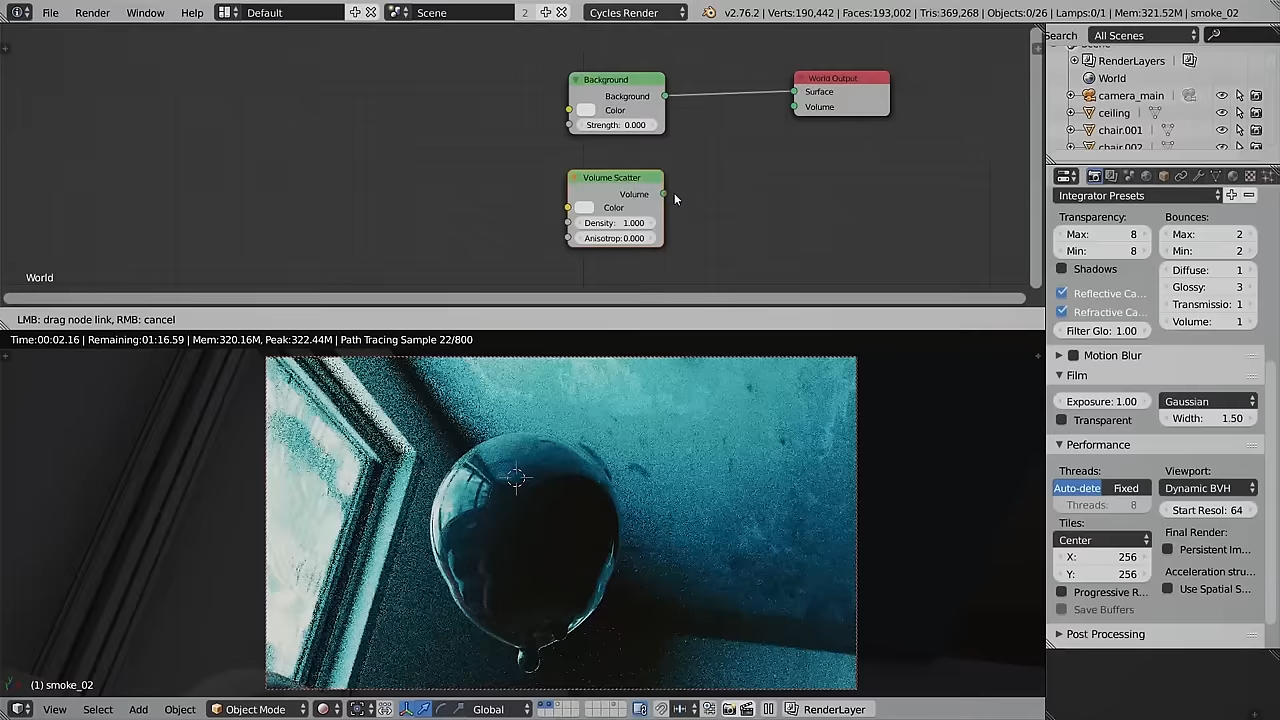 File Render Window Help Default Scene 2 Cycles Render v2.76.2 | Verts:190,442 | Faces:193,002 | Tris:369,268 | Objects:0/26 | Lamps:0/1 | Mem:321.52M | smoke_02
Search All Scenes
RenderLayers
World
camera_main
ceiling
chair.001
chair.002
Background
Background
Color
Strength: 0.000
World Output
Surface
Volume
Volume Scatter
Volume
Color
Density: 1.000
Anisotrop: 0.000
World
LMB: drag node link, RMB: cancel
Time:00:02.16 | Remaining:01:16.59 | Mem:320.16M, Peak:322.44M | Path Tracing Sample 22/800
(1) smoke_02
View Select Add Object Object Mode Global RenderLayer
Integrator Presets
Transparency: Bounces:
Max: 8 Max: 2
Min: 8 Min: 2
Shadows Diffuse: 1
Reflective Ca... Glossy: 3
Refractive Ca... Transmissio: 1
Filter Glo: 1.00 Volume: 1
Motion Blur
Film
Exposure: 1.00 Gaussian
Transparent Width: 1.50
Performance
Threads: Viewport:
Auto-dete Fixed Dynamic BVH
Threads: 8 Start Resol: 64
Tiles: Final Render:
Center Persistent Im...
X: 256 Acceleration stru...
Y: 256 Use Spatial S...
Progressive R...
Save Buffers
Post Processing